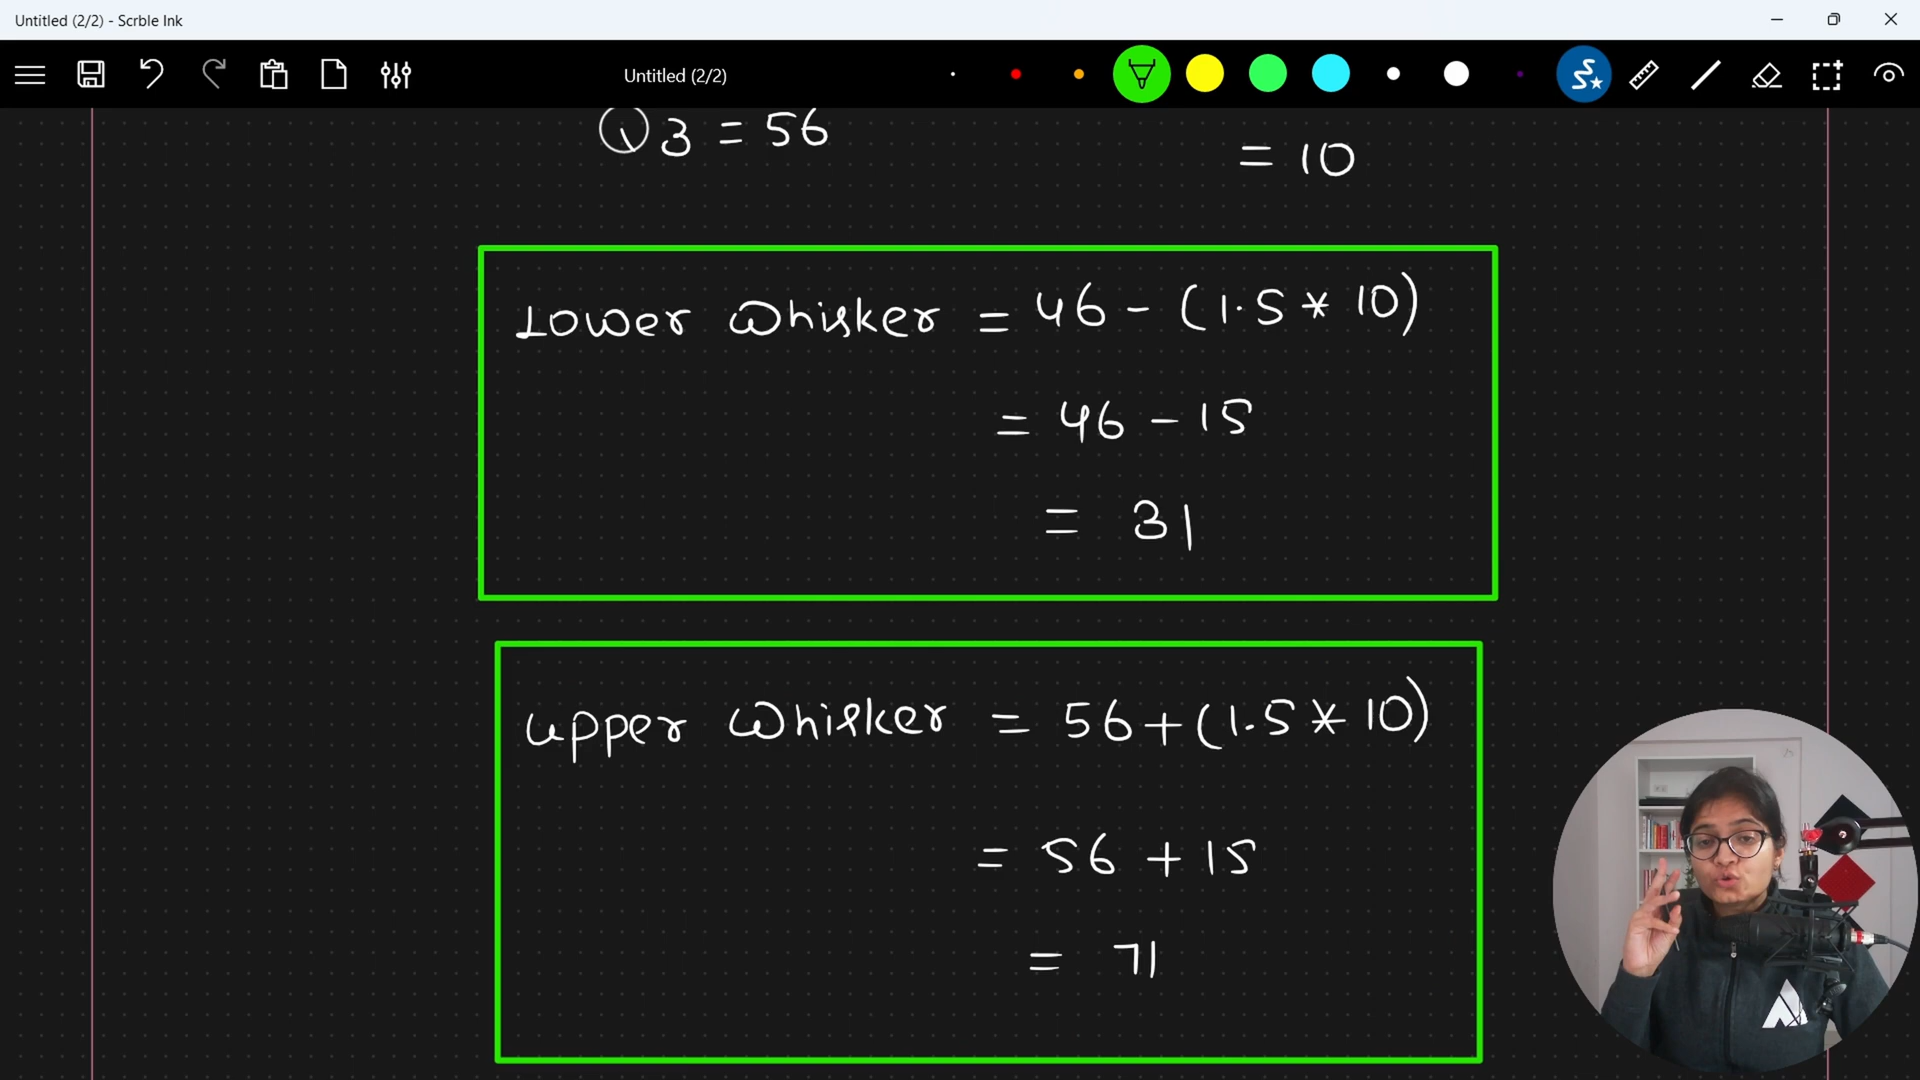 Untitled (2/2) - Scrble Ink
Untitled (2/2)
Q3 = 56
= 10
Lower Whisker = 46 - (1.5 * 10)
= 46 - 15
= 31
Upper Whisker = 56 + (1.5 * 10)
= 56 + 15
= 71